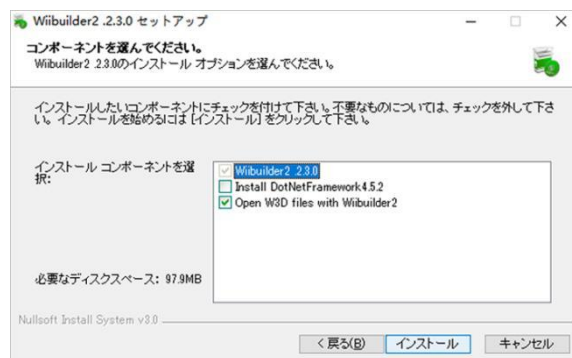 Wiibuilder2 .2.3.0 セットアップ
コンポーネントを選んでください。
Wiibuilder2 .2.3.0のインストール オプションを選んでください。
インストールしたいコンポーネントにチェックを付けて下さい。不要なものについては、チェックを外して下さ
い。 インストールを始めるには [インストール] をクリックして下さい。
インストール コンポーネントを選
択:
Wiibuilder2 .2.3.0
Install DotNetFramework4.5.2
Open W3D files with Wiibuilder2
必要なディスクスペース: 97.9MB
Nullsoft Install System v3.0
< 戻る(B)
インストール
キャンセル